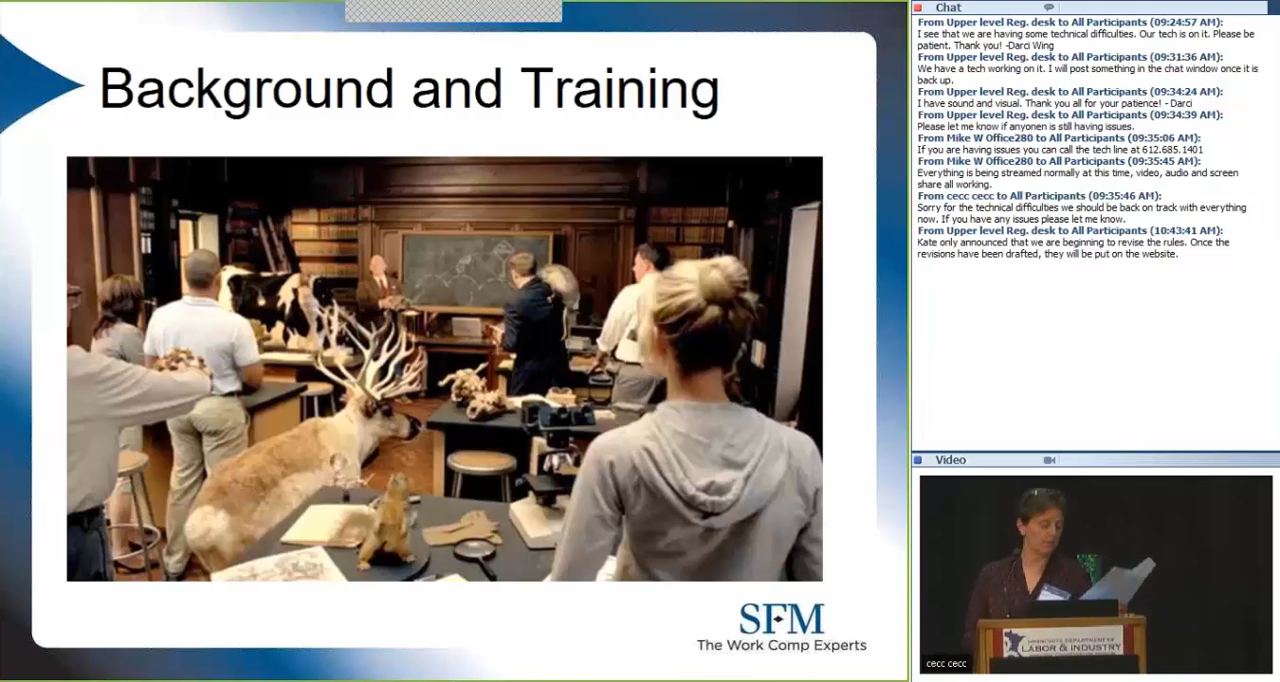 Background and Training
SFM
The Work Comp Experts
Chat
From Upper level Reg. desk to All Participants (09:24:57 AM):
I see that we are having some technical difficulties. Our tech is on it. Please be
patient. Thank you! -Darci Wing
From Upper level Reg. desk to All Participants (09:31:36 AM):
We have a tech working on it. I will post something in the chat window once it is
back up.
From Upper level Reg. desk to All Participants (09:34:24 AM):
I have sound and visual. Thank you all for your patience! - Darci
From Upper level Reg. desk to All Participants (09:34:39 AM):
Please let me know if anyonen is still having issues.
From Mike W Office280 to All Participants (09:35:06 AM):
If you are having issues you can call the tech line at 612.685.1401
From Mike W Office280 to All Participants (09:35:45 AM):
Everything is being streamed normally at this time, video, audio and screen
share all working.
From cecc cecc to All Participants (09:35:46 AM):
Sorry for the technical difficulties we should be back on track with everything
now. If you have any issues please let me know.
From Upper level Reg. desk to All Participants (10:43:41 AM):
Kate only announced that we are beginning to revise the rules. Once the
revisions have been drafted, they will be put on the website.
Video
MINNESOTA DEPARTMENT OF
LABOR & INDUSTRY
cecc cecc